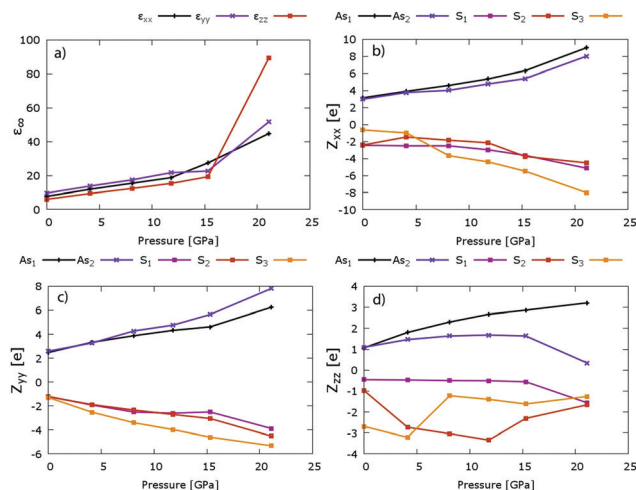 εxx εyy εzz
a)
100
80
60
40
20
0
ε∞
0 5 10 15 20 25
Pressure [GPa]
As1 As2 S1 S2 S3
b)
10
8
6
4
2
0
-2
-4
-6
-8
-10
Zxx [e]
0 5 10 15 20 25
Pressure [GPa]
As1 As2 S1 S2 S3
c)
8
6
4
2
0
-2
-4
-6
Zyy [e]
0 5 10 15 20 25
Pressure [GPa]
As1 As2 S1 S2 S3
d)
4
3
2
1
0
-1
-2
-3
-4
Zzz [e]
0 5 10 15 20 25
Pressure [GPa]